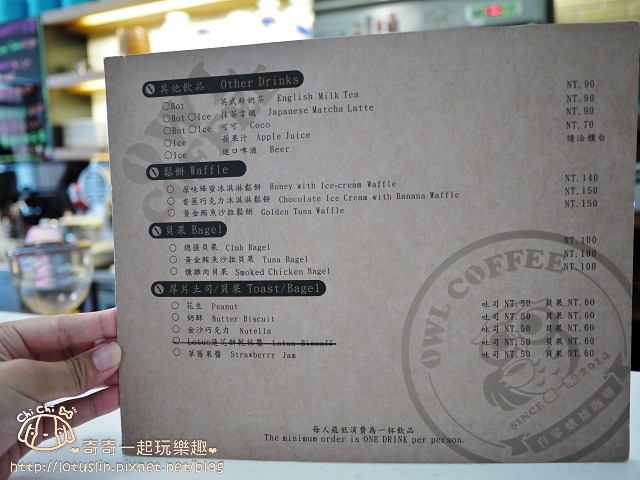 其他飲品 Other Drinks
Hot 英式鮮奶茶 English Milk Tea NT.90
Hot Ice 抹茶拿鐵 Japanese Matcha Latte NT.90
Hot Ice 可可 Coco NT.90
Ice 蘋果汁 Apple Juice NT.70
Ice 進口啤酒 Beer 請洽櫃台
鬆餅 Waffle
原味蜂蜜冰淇淋鬆餅 Honey with Ice-cream Waffle NT.140
香蕉巧克力冰淇淋鬆餅 Chocolate Ice Cream with Banana Waffle NT.150
黃金鮪魚沙拉鬆餅 Golden Tuna Waffle NT.150
貝果 Bagel
總匯貝果 Club Bagel NT.100
黃金鮪魚沙拉貝果 Tuna Bagel NT.100
燻雞肉貝果 Smoked Chicken Bagel NT.100
厚片土司/貝果 Toast/Bagel
花生 Peanut 吐司 NT.50 貝果 NT.60
奶酥 Butter Biscuit 吐司 NT.50 貝果 NT.60
金沙巧克力 Nutella 吐司 NT.50 貝果 NT.60
Lotus蓮花餅乾抹醬 Lotus Biscoff 吐司 NT.50 貝果 NT.60
草莓果醬 Strawberry Jam 吐司 NT.50 貝果 NT.60
OWL COFFEE
SINCE 2014
自家烘焙咖啡
每人最低消費為一杯飲品
The minimum order is ONE DRINK per person.
Chi Chi
奇奇一起玩樂趣
http://lotuslin.pixnet.net/blog